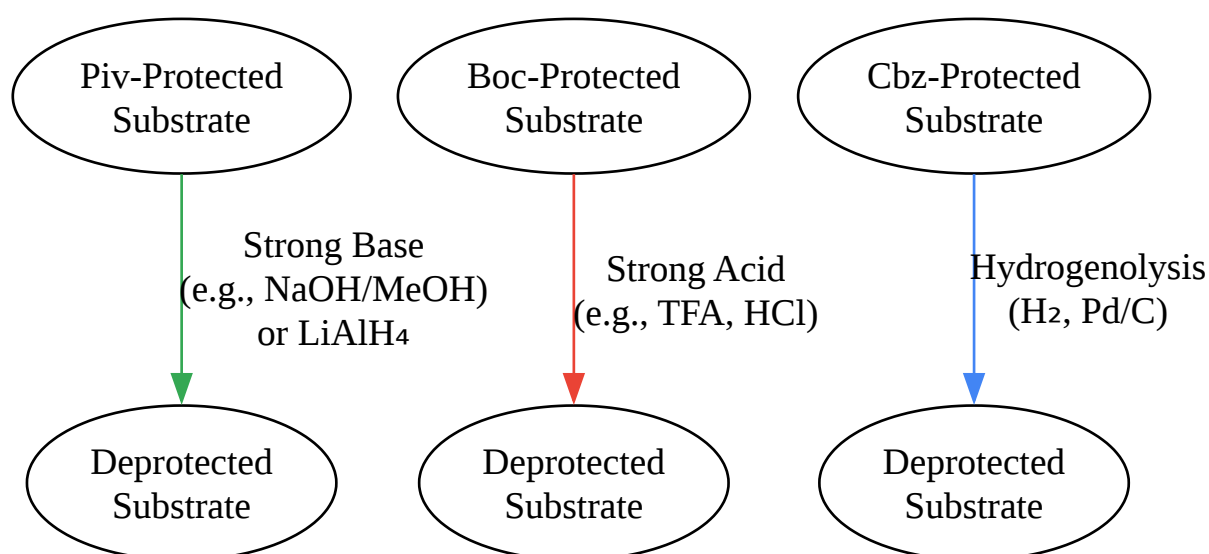 Piv-Protected
Substrate
Boc-Protected
Substrate
Cbz-Protected
Substrate
Strong Base
(e.g., NaOH/MeOH)
or LiAlH₄
Strong Acid
(e.g., TFA, HCl)
Hydrogenolysis
(H₂, Pd/C)
Deprotected
Substrate
Deprotected
Substrate
Deprotected
Substrate